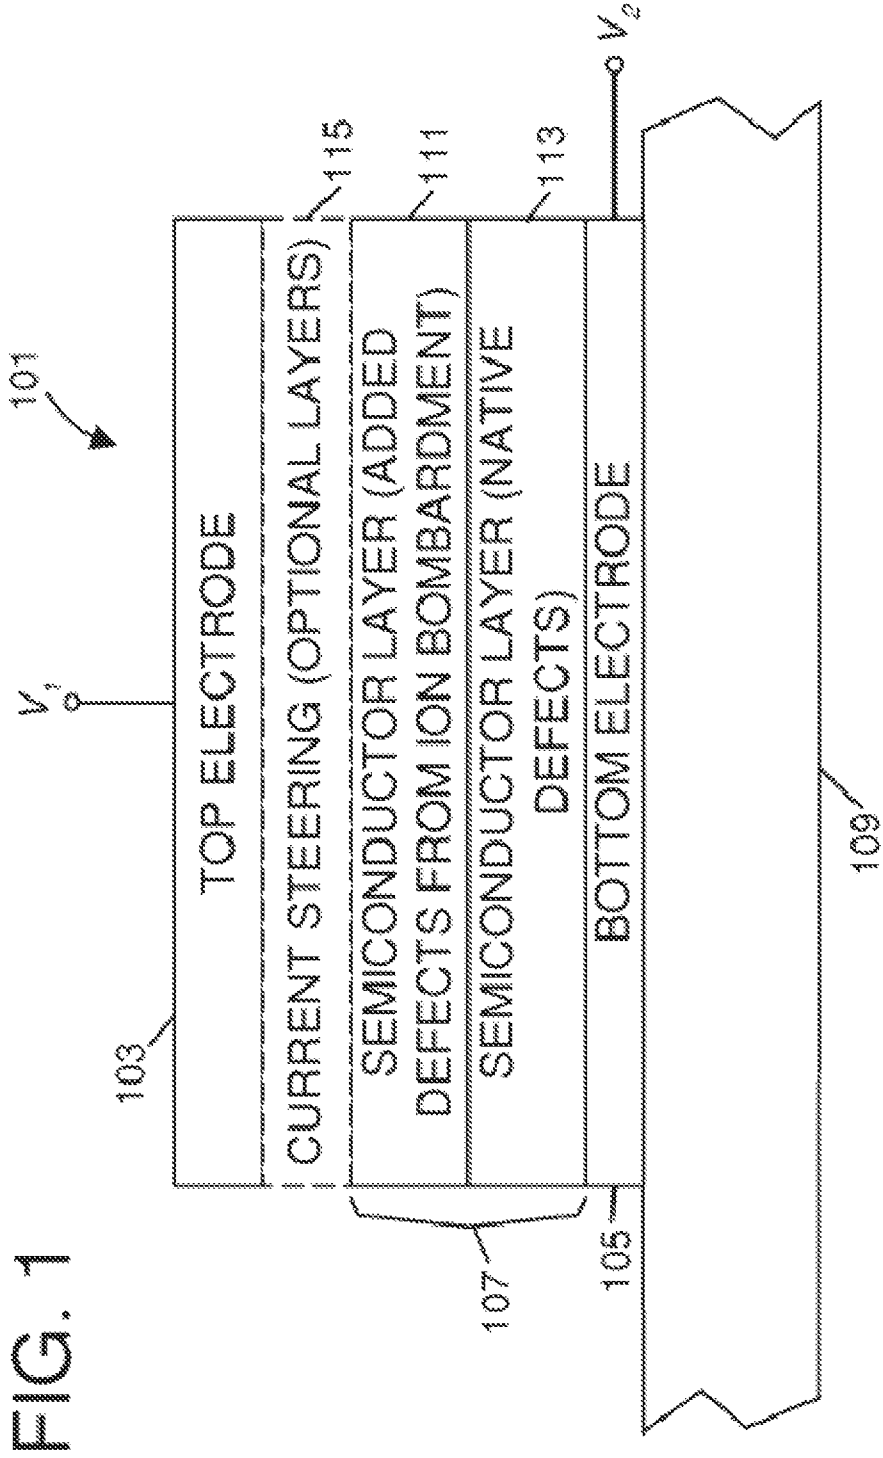 FIG. 1
101
V1
103
TOP ELECTRODE
CURRENT STEERING (OPTIONAL LAYERS)
115
SEMICONDUCTOR LAYER (ADDED
DEFECTS FROM ION BOMBARDMENT)
111
107
SEMICONDUCTOR LAYER (NATIVE
DEFECTS)
113
105
BOTTOM ELECTRODE
V2
109